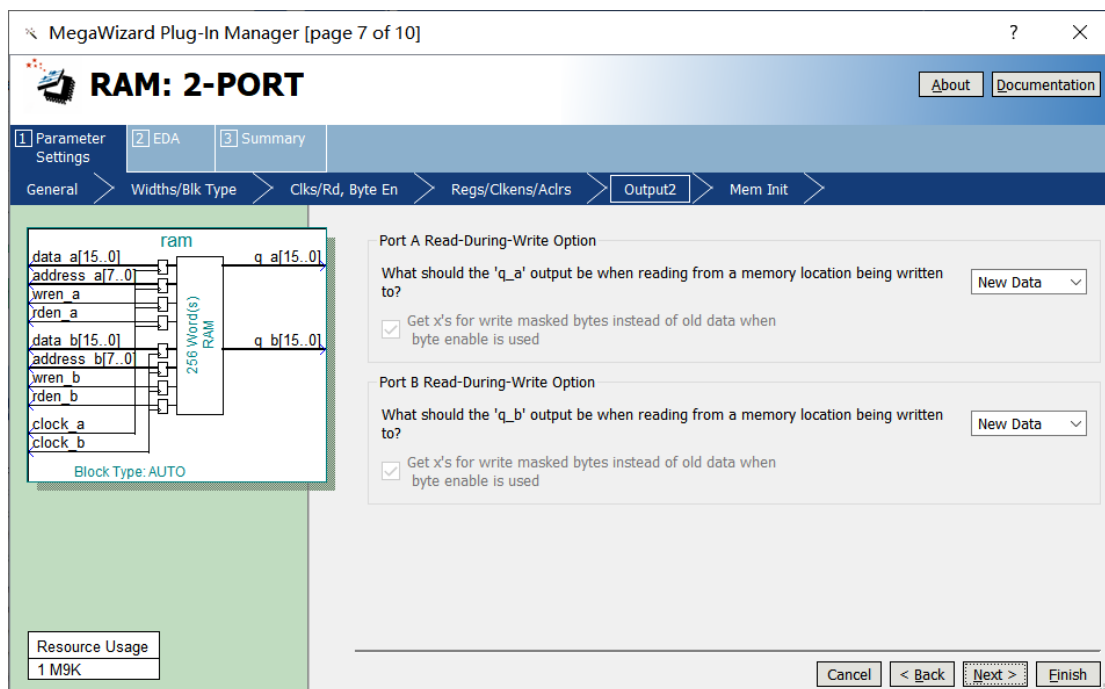 MegaWizard Plug-In Manager [page 7 of 10]
?
RAM: 2-PORT
About
Documentation
1 Parameter Settings
2 EDA
3 Summary
General
Widths/Blk Type
Clks/Rd, Byte En
Regs/Clkens/Aclrs
Output2
Mem Init
ram
data_a[15..0]
q_a[15..0]
address_a[7..0]
wren_a
rden_a
data_b[15..0]
q_b[15..0]
address_b[7..0]
wren_b
rden_b
clock_a
clock_b
256 Word(s)
RAM
Block Type: AUTO
Port A Read-During-Write Option
What should the 'q_a' output be when reading from a memory location being written
to?
New Data
Get x's for write masked bytes instead of old data when
byte enable is used
Port B Read-During-Write Option
What should the 'q_b' output be when reading from a memory location being written
to?
New Data
Get x's for write masked bytes instead of old data when
byte enable is used
Resource Usage
1 M9K
Cancel
< Back
Next >
Finish